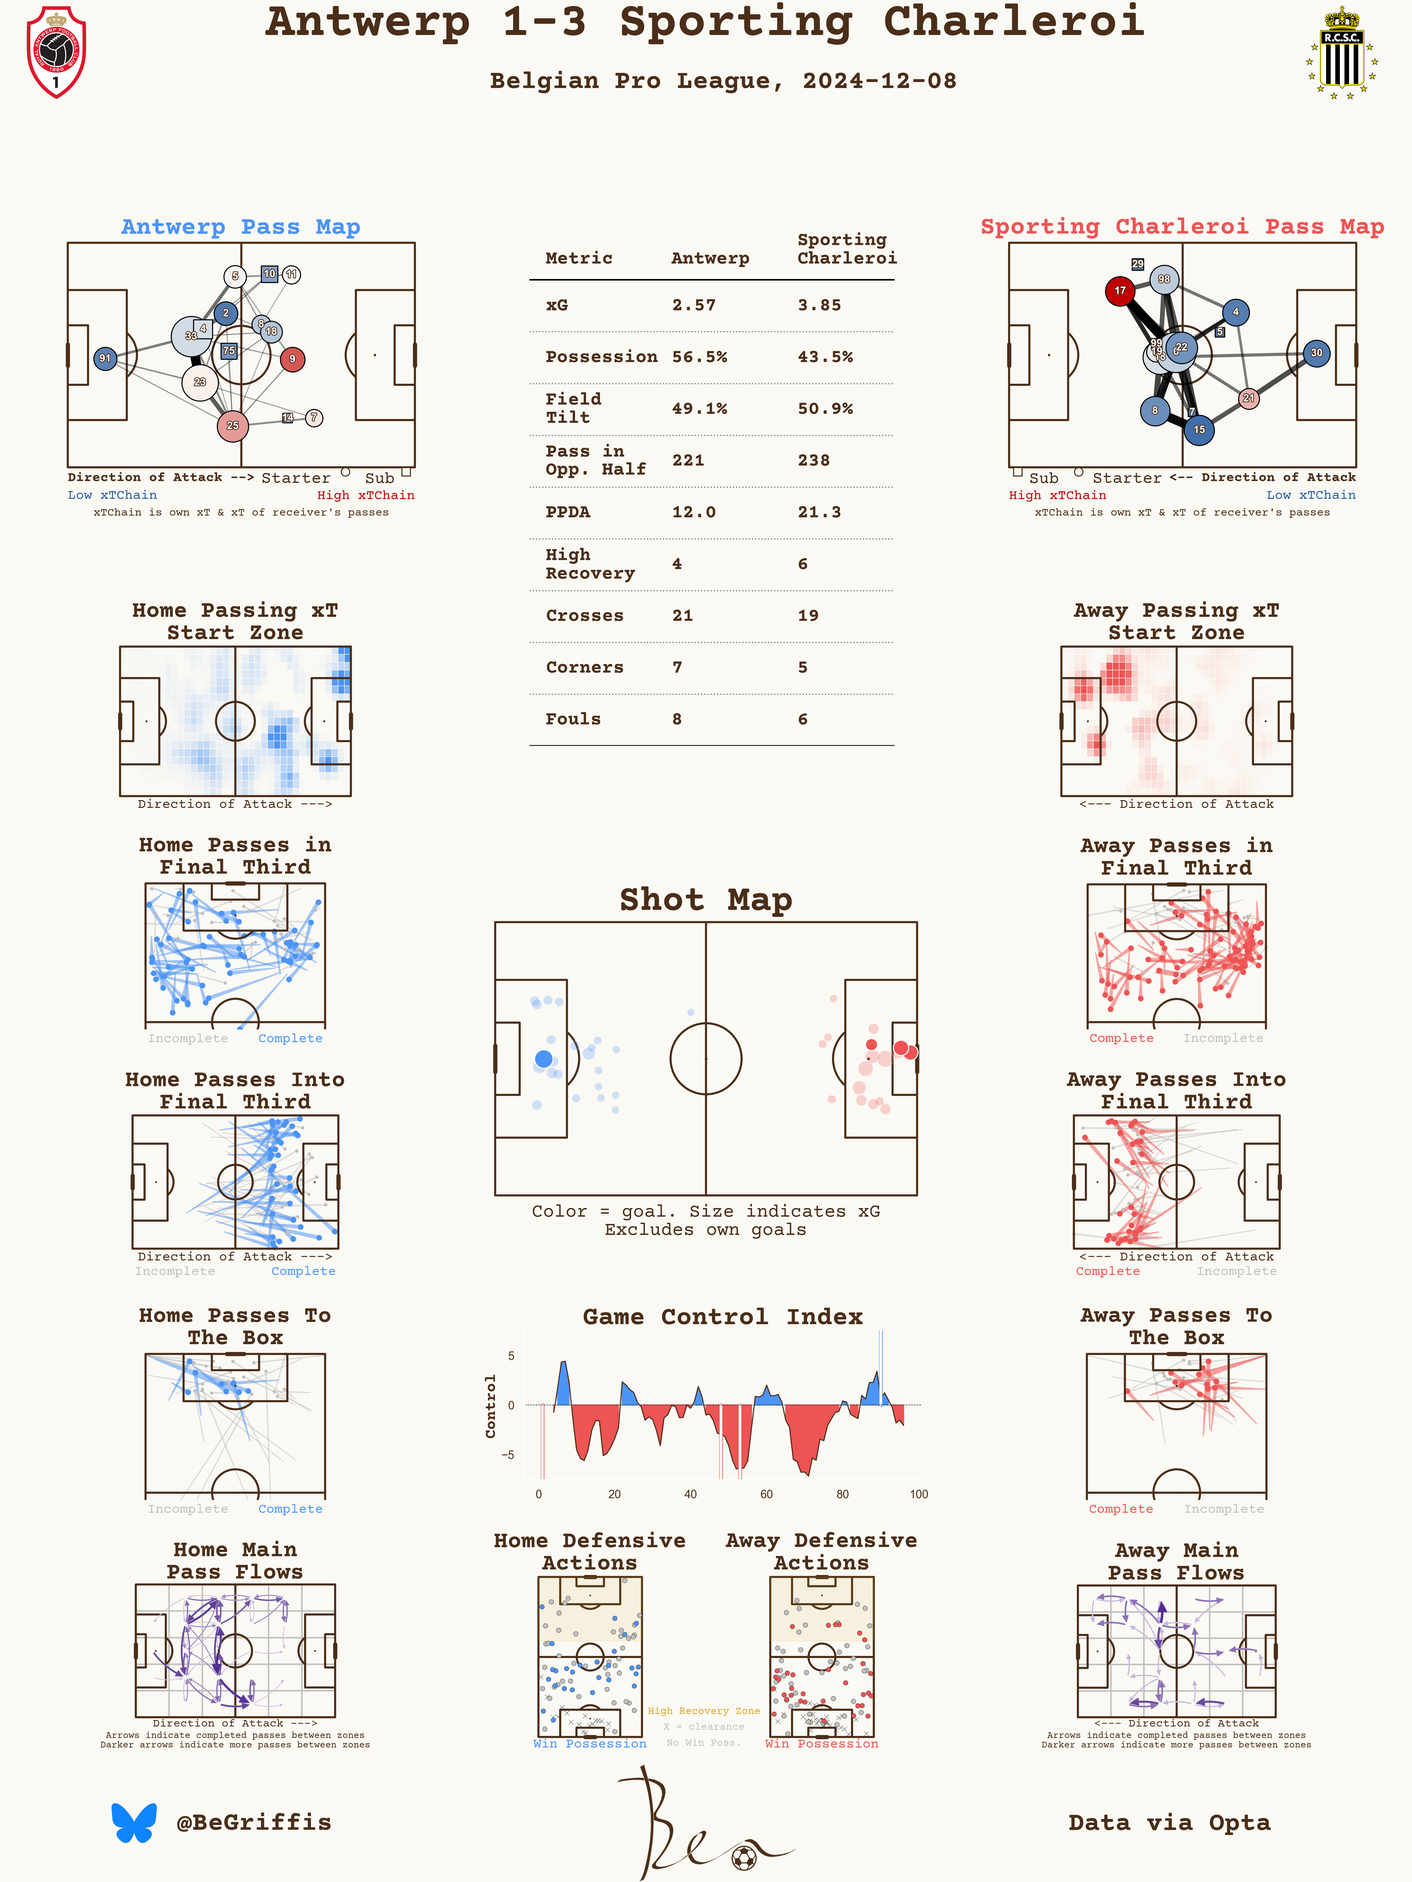 Antwerp 1-3 Sporting Charleroi
Belgian Pro League, 2024-12-08
ANTWERP FOOTBALL
1880
1
R.C.S.C.
Antwerp Pass Map
5
10
11
2
8
18
4
33
75
91
9
23
25
14
7
Direction of Attack --> Starter Sub
Low xTChain High xTChain
xTChain is own xT & xT of receiver's passes
Metric Antwerp Sporting
Charleroi
xG 2.57 3.85
Possession 56.5% 43.5%
Field
Tilt 49.1% 50.9%
Pass in
Opp. Half 221 238
PPDA 12.0 21.3
High
Recovery 4 6
Crosses 21 19
Corners 7 5
Fouls 8 6
Sporting Charleroi Pass Map
29
98
17
4
5
99
22
30
21
8
7
15
Sub Starter <-- Direction of Attack
High xTChain Low xTChain
xTChain is own xT & xT of receiver's passes
Home Passing xT
Start Zone
Direction of Attack --->
Away Passing xT
Start Zone
<--- Direction of Attack
Home Passes in
Final Third
Incomplete Complete
Away Passes in
Final Third
Complete Incomplete
Shot Map
Color = goal. Size indicates xG
Excludes own goals
Home Passes Into
Final Third
Direction of Attack --->
Incomplete Complete
Away Passes Into
Final Third
<--- Direction of Attack
Complete Incomplete
Home Passes To
The Box
Incomplete Complete
Game Control Index
Control
5
0
−5
0 20 40 60 80 100
Away Passes To
The Box
Complete Incomplete
Home Main
Pass Flows
Direction of Attack --->
Arrows indicate completed passes between zones
Darker arrows indicate more passes between zones
Home Defensive
Actions
Win Possession
Away Defensive
Actions
Win Possession
High Recovery Zone
X = clearance
No Win Poss.
Away Main
Pass Flows
<--- Direction of Attack
Arrows indicate completed passes between zones
Darker arrows indicate more passes between zones
@BeGriffis
Ben
Data via Opta